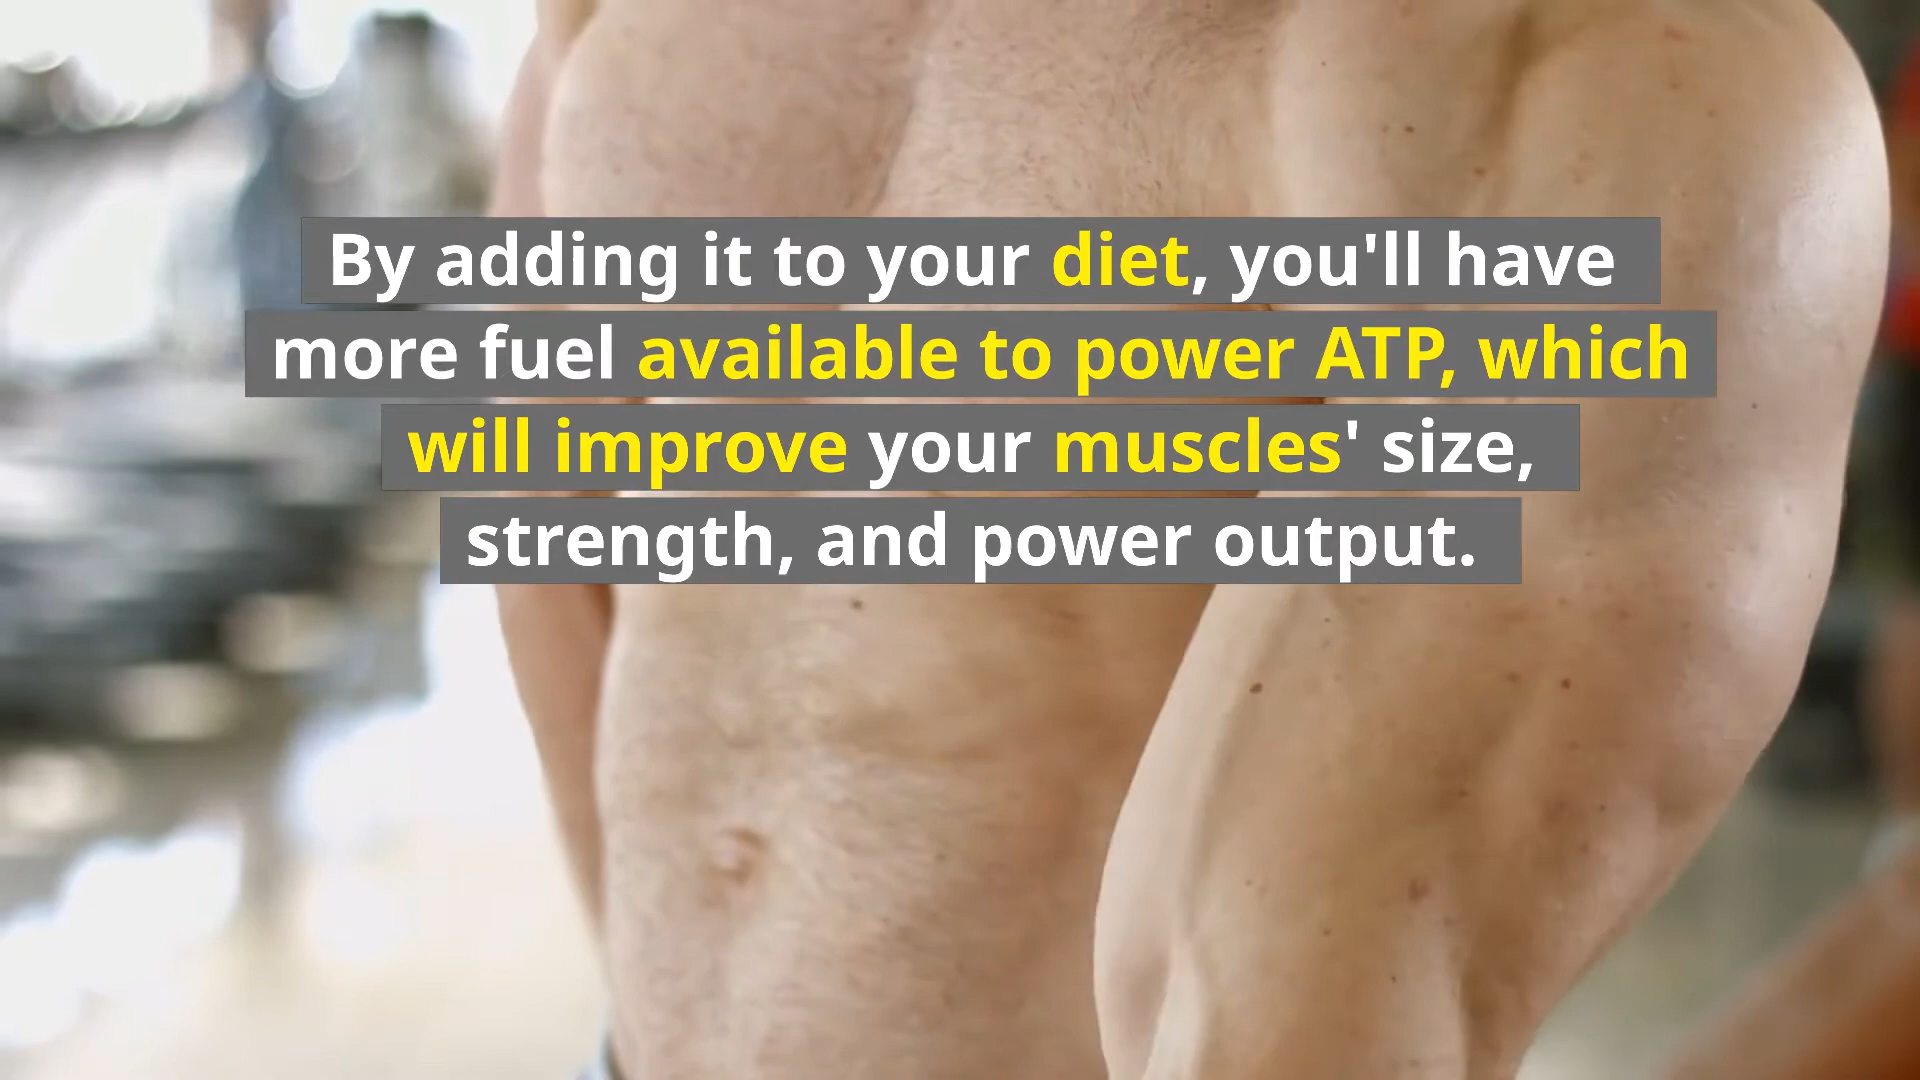 By adding it to your diet, you'll have
more fuel available to power ATP, which
will improve your muscles' size,
strength, and power output.